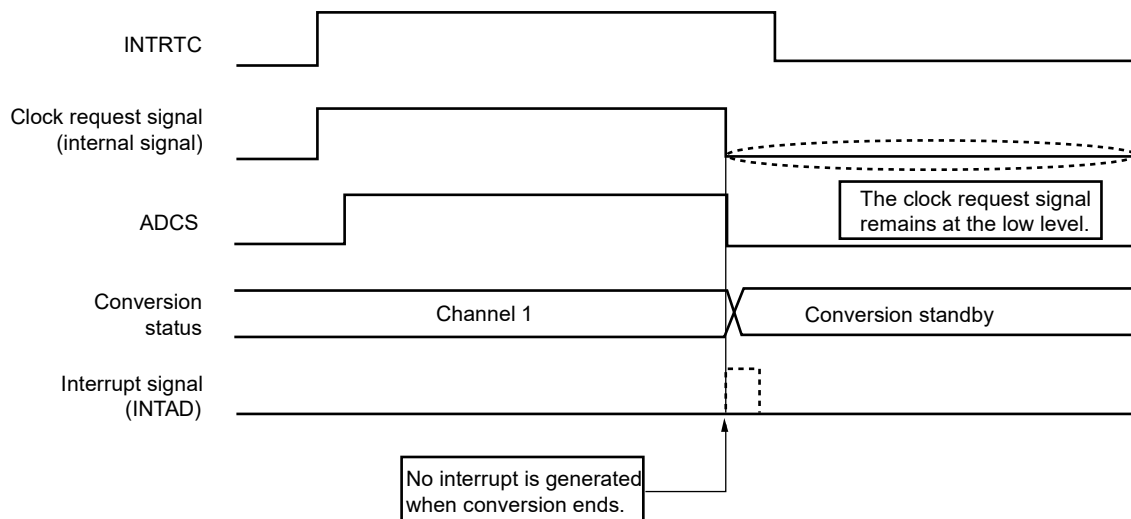 INTRTC
Clock request signal
(internal signal)
The clock request signal
remains at the low level.
ADCS
Conversion
status
Channel 1
Conversion standby
Interrupt signal
(INTAD)
No interrupt is generated
when conversion ends.